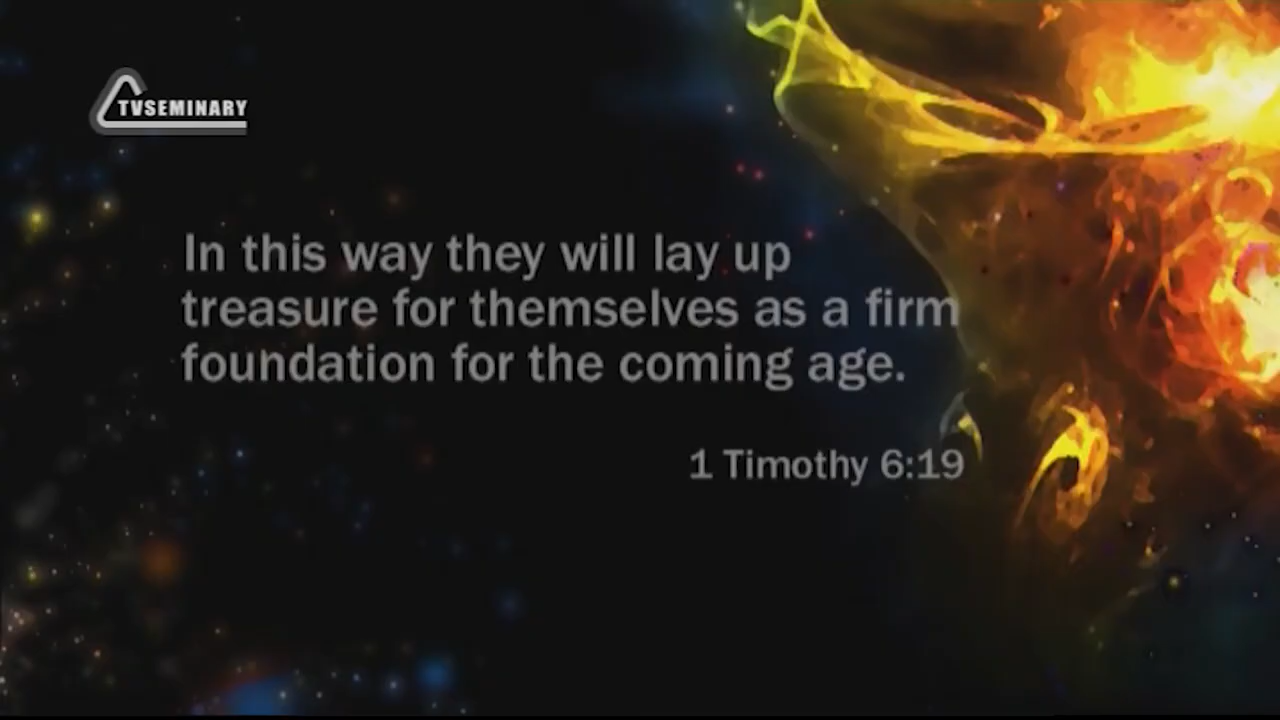 TVSEMINARY
In this way they will lay up
treasure for themselves as a firm
foundation for the coming age.
1 Timothy 6:19